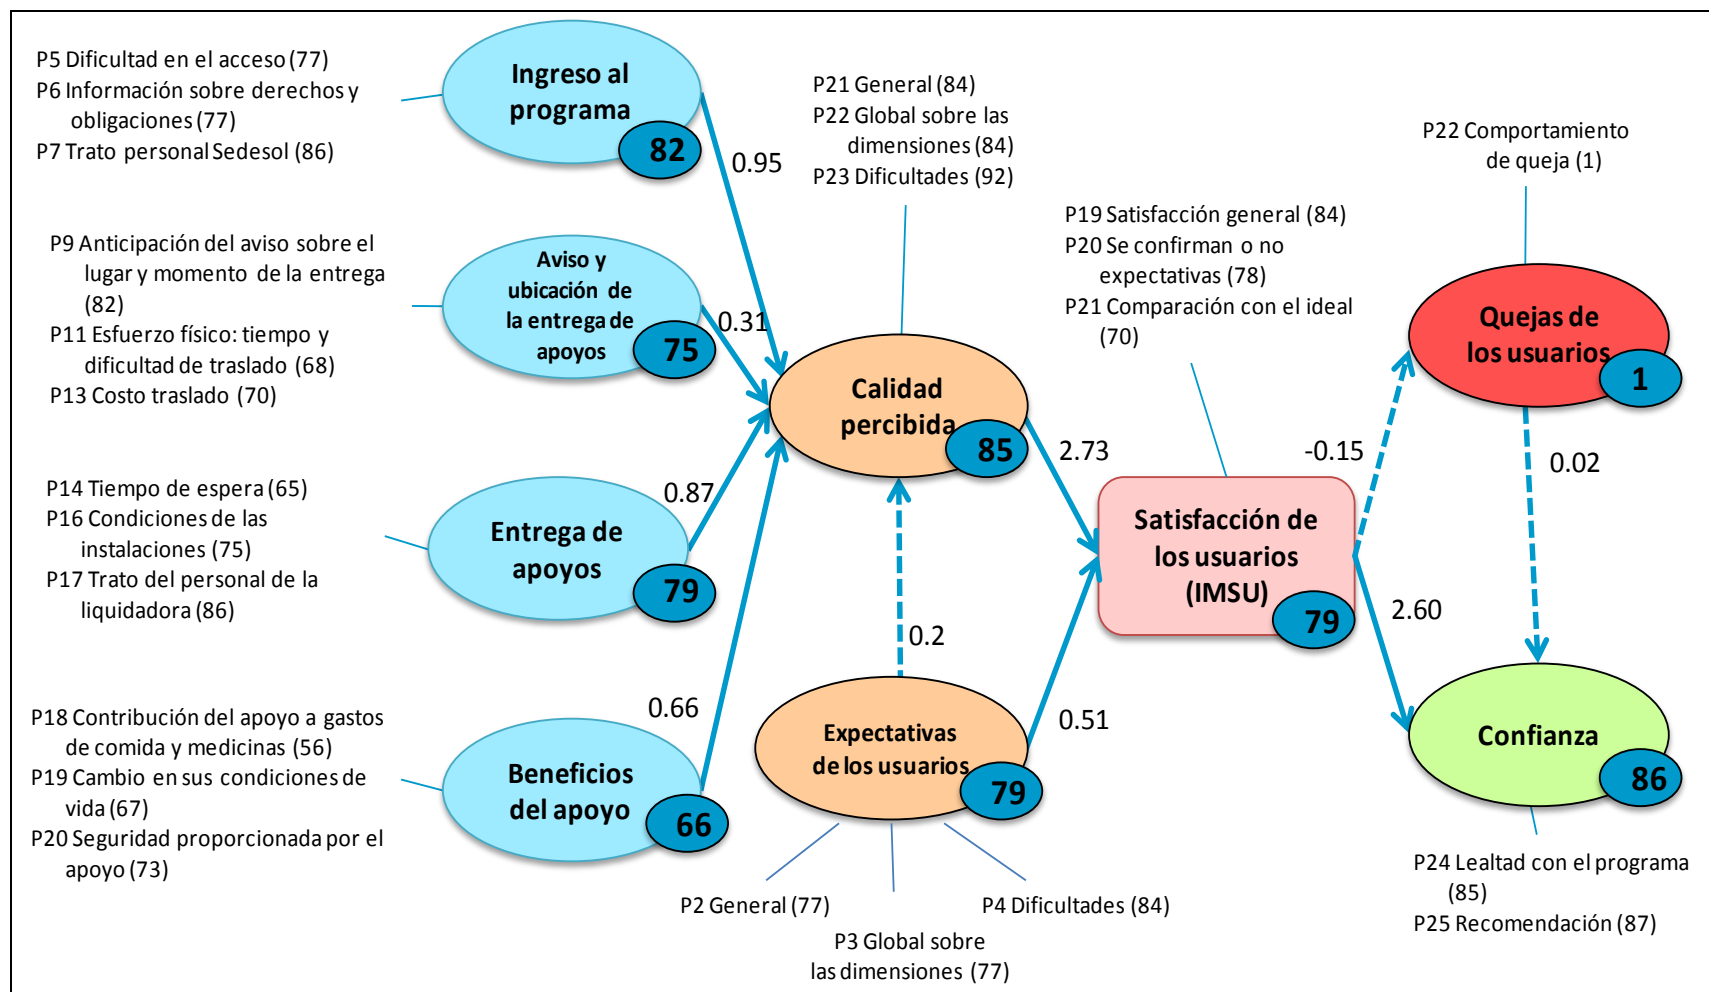 P5 Dificultad en el acceso (77)
P6 Información sobre derechos y
obligaciones (77)
P7 Trato personal Sedesol (86)
Ingreso al
programa
82
0.95
P9 Anticipación del aviso sobre el
lugar y momento de la entrega
(82)
P11 Esfuerzo físico: tiempo y
dificultad de traslado (68)
P13 Costo traslado (70)
Aviso y
ubicación de
la entrega de
apoyos
75
0.31
P14 Tiempo de espera (65)
P16 Condiciones de las
instalaciones (75)
P17 Trato del personal de la
liquidadora (86)
Entrega de
apoyos
79
0.87
P18 Contribución del apoyo a gastos
de comida y medicinas (56)
P19 Cambio en sus condiciones de
vida (67)
P20 Seguridad proporcionada por el
apoyo (73)
Beneficios
del apoyo
66
0.66
P21 General (84)
P22 Global sobre las
dimensiones (84)
P23 Dificultades (92)
Calidad
percibida
85
2.73
0.2
Expectativas
de los usuarios
79
0.51
P2 General (77)
P3 Global sobre
las dimensiones (77)
P4 Dificultades (84)
P19 Satisfacción general (84)
P20 Se confirman o no
expectativas (78)
P21 Comparación con el ideal
(70)
Satisfacción de
los usuarios
(IMSU)
79
-0.15
2.60
P22 Comportamiento
de queja (1)
Quejas de
los usuarios
1
0.02
Confianza
86
P24 Lealtad con el programa
(85)
P25 Recomendación (87)